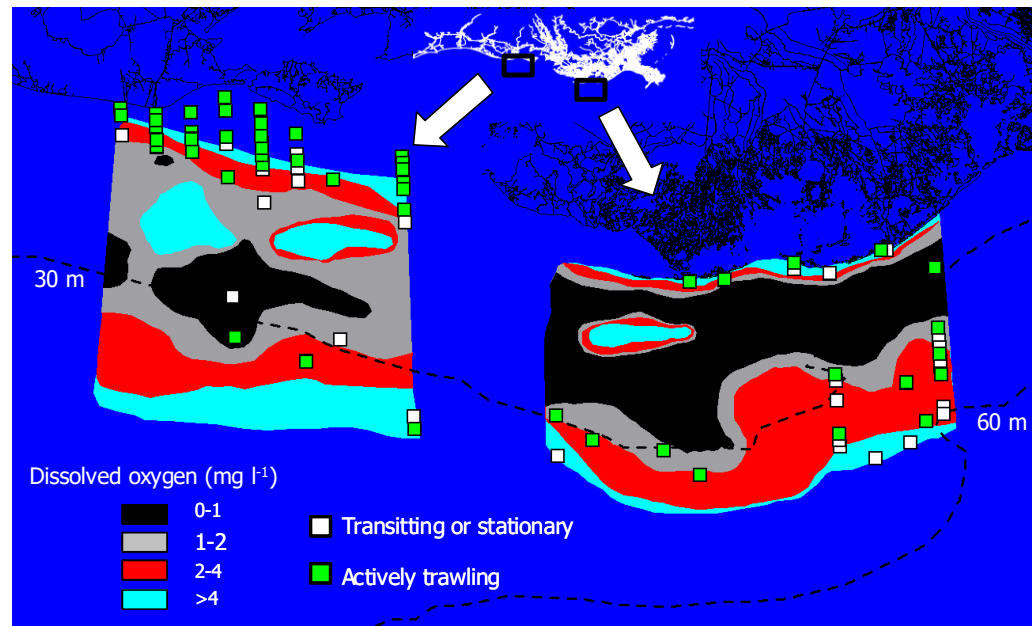 30 m
60 m
Dissolved oxygen (mg l-1)
0-1
1-2
2-4
>4
Transitting or stationary
Actively trawling